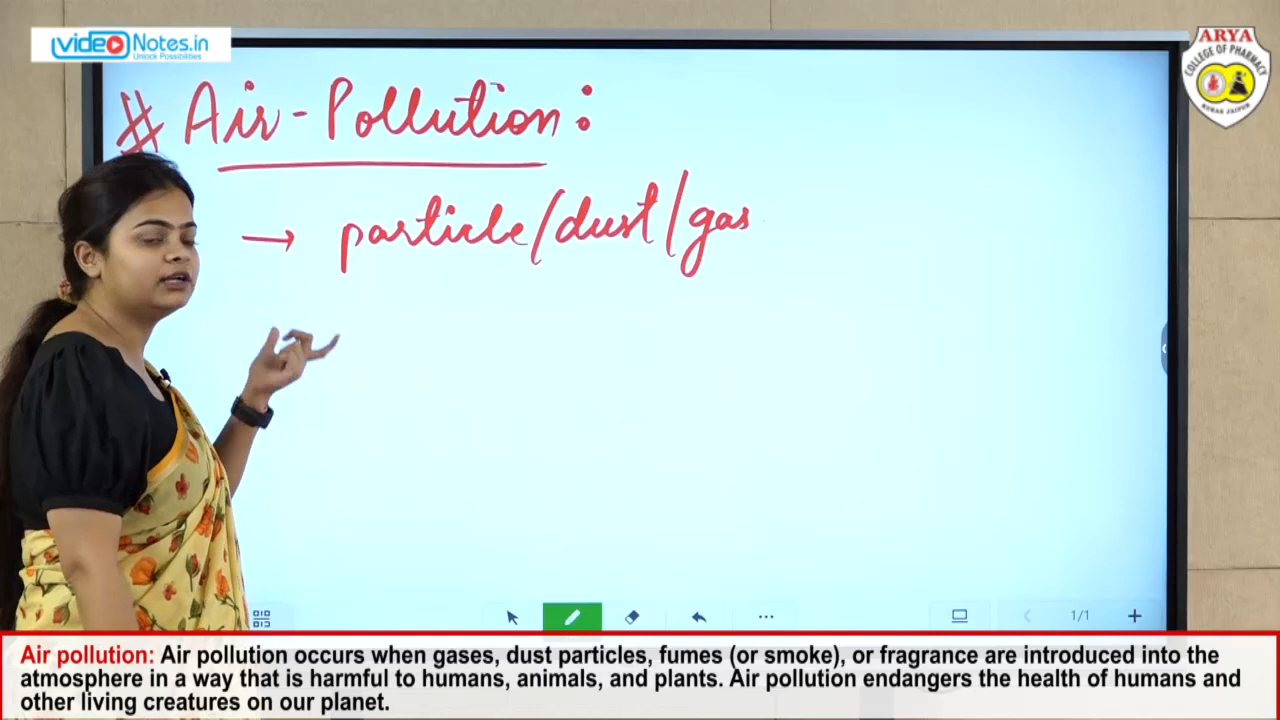 videoNotes.in
Unlock Possibilities
ARYA
COLLEGE OF PHARMACY
KUKAS JAIPUR
# Air-Pollution:
→ particle/dust/gas
1/1
Air pollution: Air pollution occurs when gases, dust particles, fumes (or smoke), or fragrance are introduced into the
atmosphere in a way that is harmful to humans, animals, and plants. Air pollution endangers the health of humans and
other living creatures on our planet.